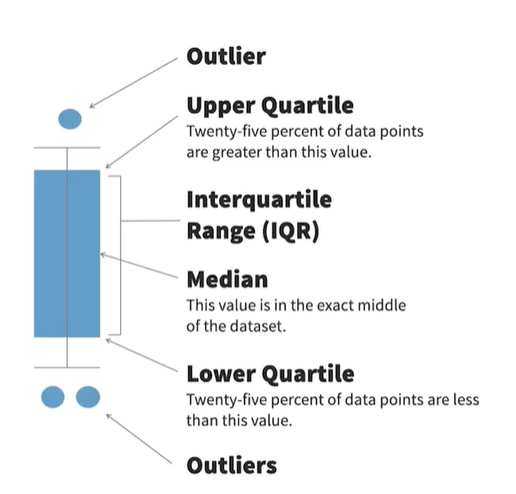 Outlier
Upper Quartile
Twenty-five percent of data points
are greater than this value.
Interquartile
Range (IQR)
Median
This value is in the exact middle
of the dataset.
Lower Quartile
Twenty-five percent of data points are less
than this value.
Outliers